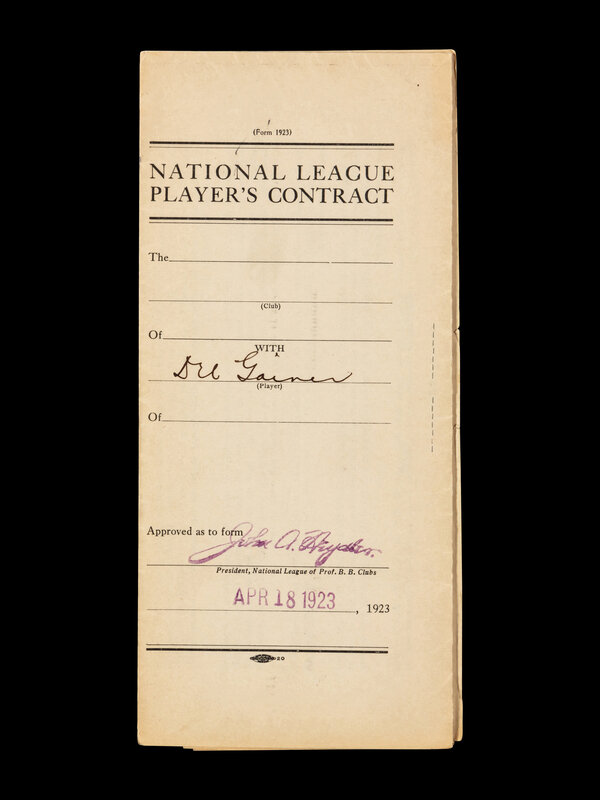 (Form 1923)
NATIONAL LEAGUE
PLAYER'S CONTRACT
The
(Club)
Of
WITH
Del Gainer
(Player)
Of
Approved as to form
John A. Heydler.
President, National League of Prof. B. B. Clubs
APR 18 1923, 1923
20